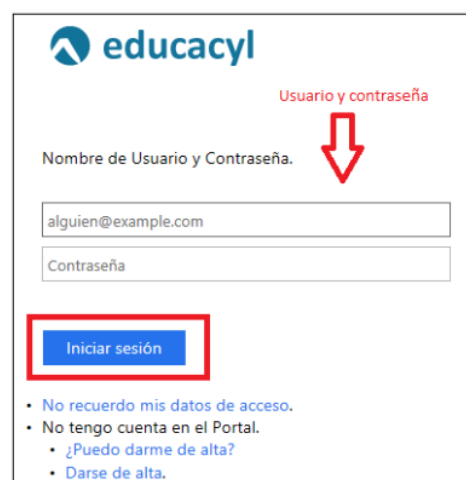 educacyl
Usuario y contraseña
Nombre de Usuario y Contraseña.
alguien@example.com
Contraseña
Iniciar sesión
• No recuerdo mis datos de acceso.
• No tengo cuenta en el Portal.
• ¿Puedo darme de alta?
• Darse de alta.